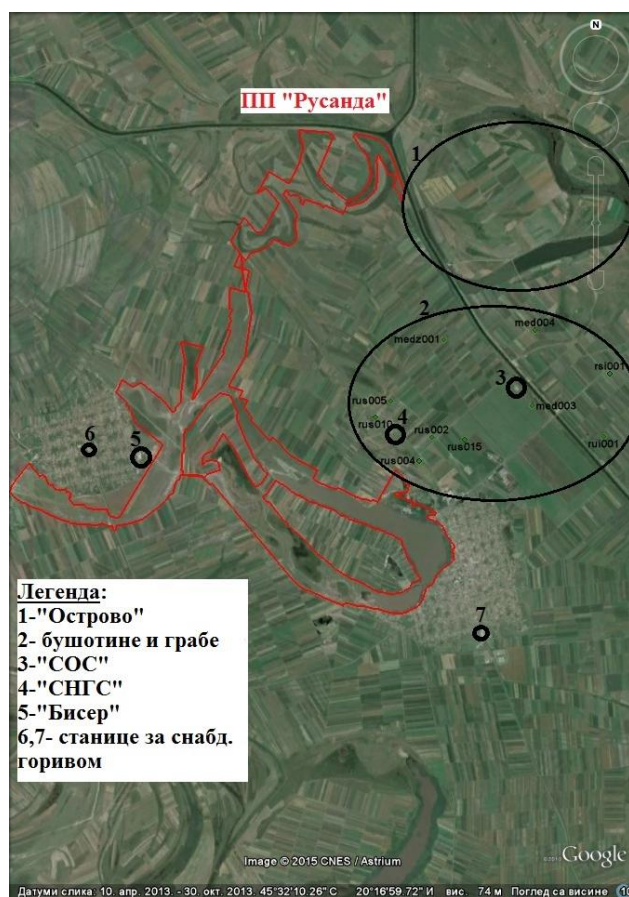 N
ПП "Русанда"
1
2
med004
medz001
rsi001
3
rus005
med003
rus010
4
rus002
6
5
rus015
rui001
rus004
7
Легенда:
1-"Острово"
2- бушотине и грабе
3-"СОС"
4-"СНГС"
5-"Бисер"
6,7- станице за снабд.
горивом
Image © 2015 CNES / Astrium
Google
Датуми слика: 10. апр. 2013. - 30. окт. 2013. 45°32'10.26" С 20°16'59.72" И вис. 74 м Поглед са висине 10